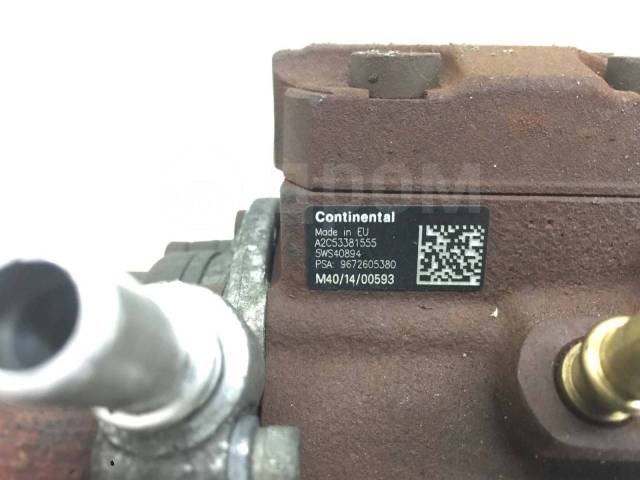 Continental
Made in EU
A2C53381555
5WS40894
PSA: 9672605380
M40/14/00593